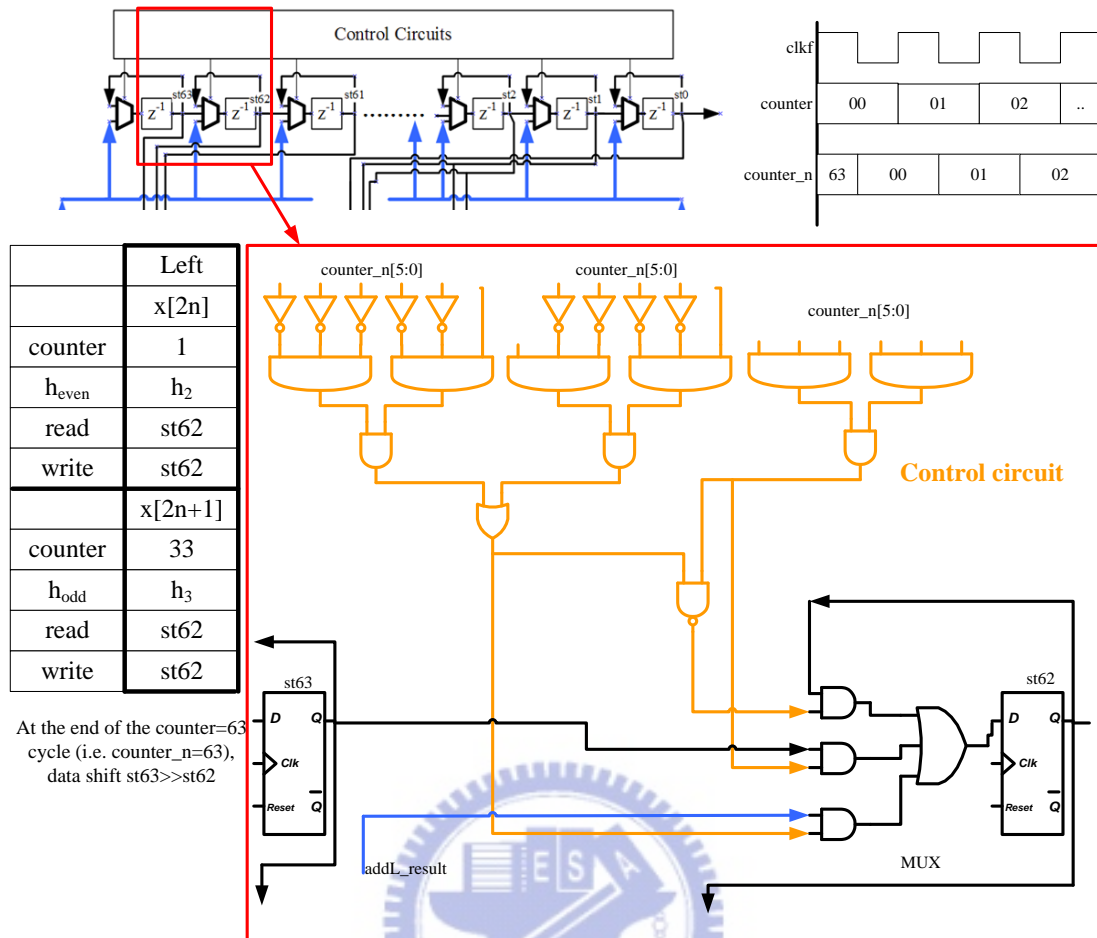 Control Circuits
Z-1 st63
Z-1 st62
Z-1 st61
Z-1 st2
Z-1 st1
Z-1 st0
clkf
counter 00 01 02 ..
counter_n 63 00 01 02
Left
x[2n]
counter 1
heven h2
read st62
write st62
x[2n+1]
counter 33
hodd h3
read st62
write st62
At the end of the counter=63
cycle (i.e. counter_n=63),
data shift st63>>st62
counter_n[5:0]
counter_n[5:0]
counter_n[5:0]
Control circuit
st63
D Q
Clk
Reset Q
st62
D Q
Clk
Reset Q
addL_result
MUX
E S A